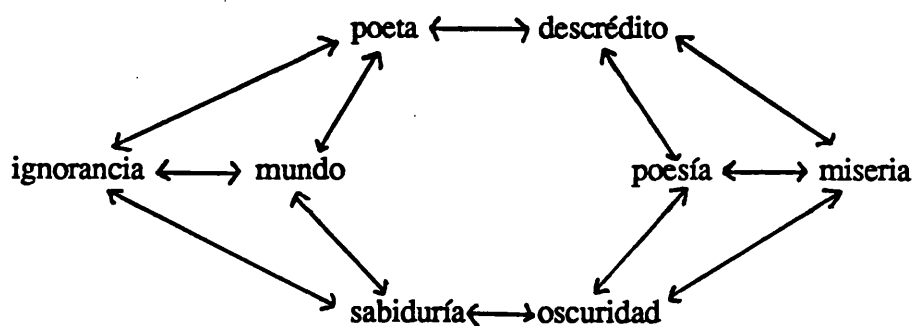 poeta descrédito
ignorancia mundo poesía miseria
sabiduría oscuridad